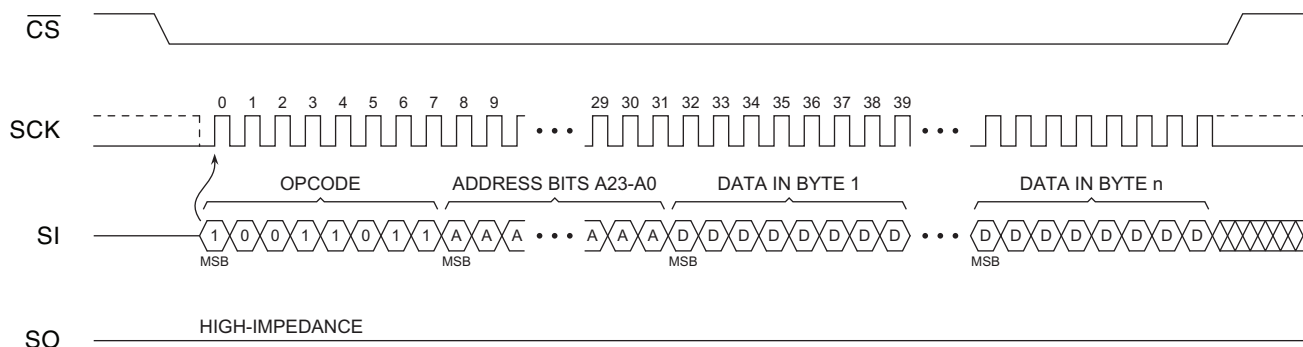 CS
0 1 2 3 4 5 6 7 8 9 29 30 31 32 33 34 35 36 37 38 39
SCK
OPCODE ADDRESS BITS A23-A0 DATA IN BYTE 1 DATA IN BYTE n
SI 1 0 0 1 1 0 1 1 A A A A A A D D D D D D D D D D D D D D D D
MSB MSB MSB MSB
HIGH-IMPEDANCE
SO